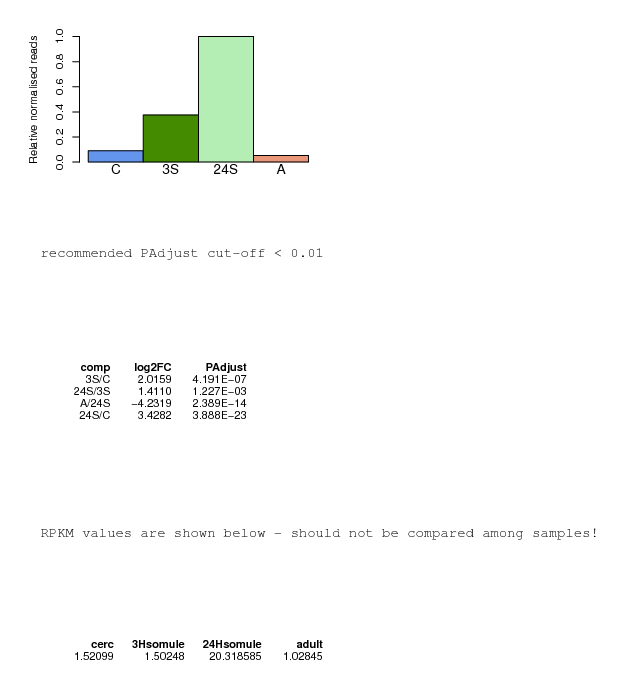 Relative normalised reads
1.0
0.8
0.6
0.4
0.2
0.0
C 3S 24S A
recommended PAdjust cut-off < 0.01
comp log2FC PAdjust
3S/C 2.0159 4.191E−07
24S/3S 1.4110 1.227E−03
A/24S −4.2319 2.389E−14
24S/C 3.4282 3.888E−23
RPKM values are shown below - should not be compared among samples!
cerc 3Hsomule 24Hsomule adult
1.52099 1.50248 20.318585 1.02845